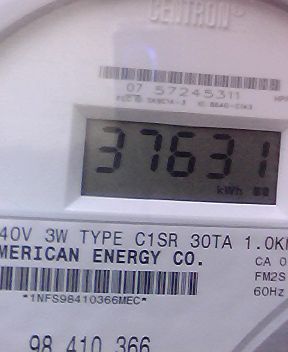 CENTRON
07 57245311
37631
kWh
40V 3W TYPE C1SR 30TA 1.0K
MERICAN ENERGY CO.
CA 0
FM2S
*1NFS98410366MEC*
60Hz
98 410 366